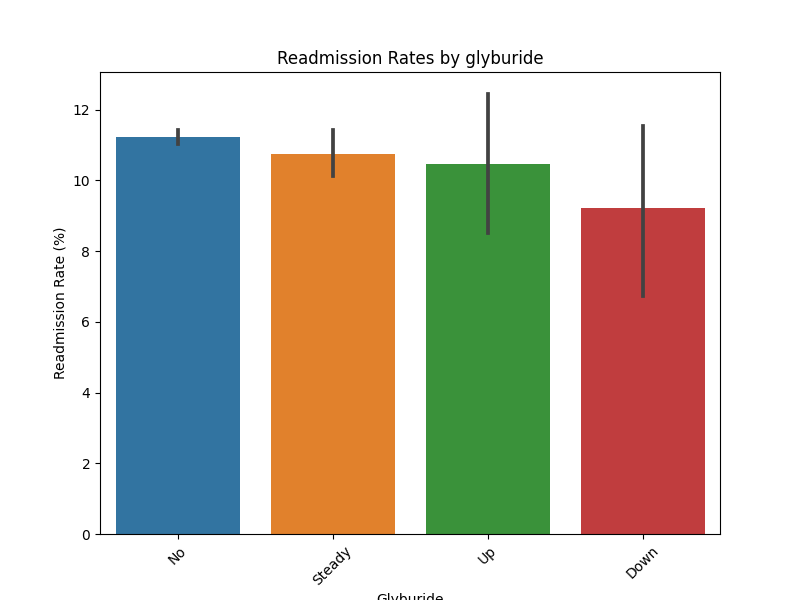 Readmission Rates by glyburide
Readmission Rate (%)
12
10
8
6
4
2
0
No
Steady
Up
Down
Glyburide